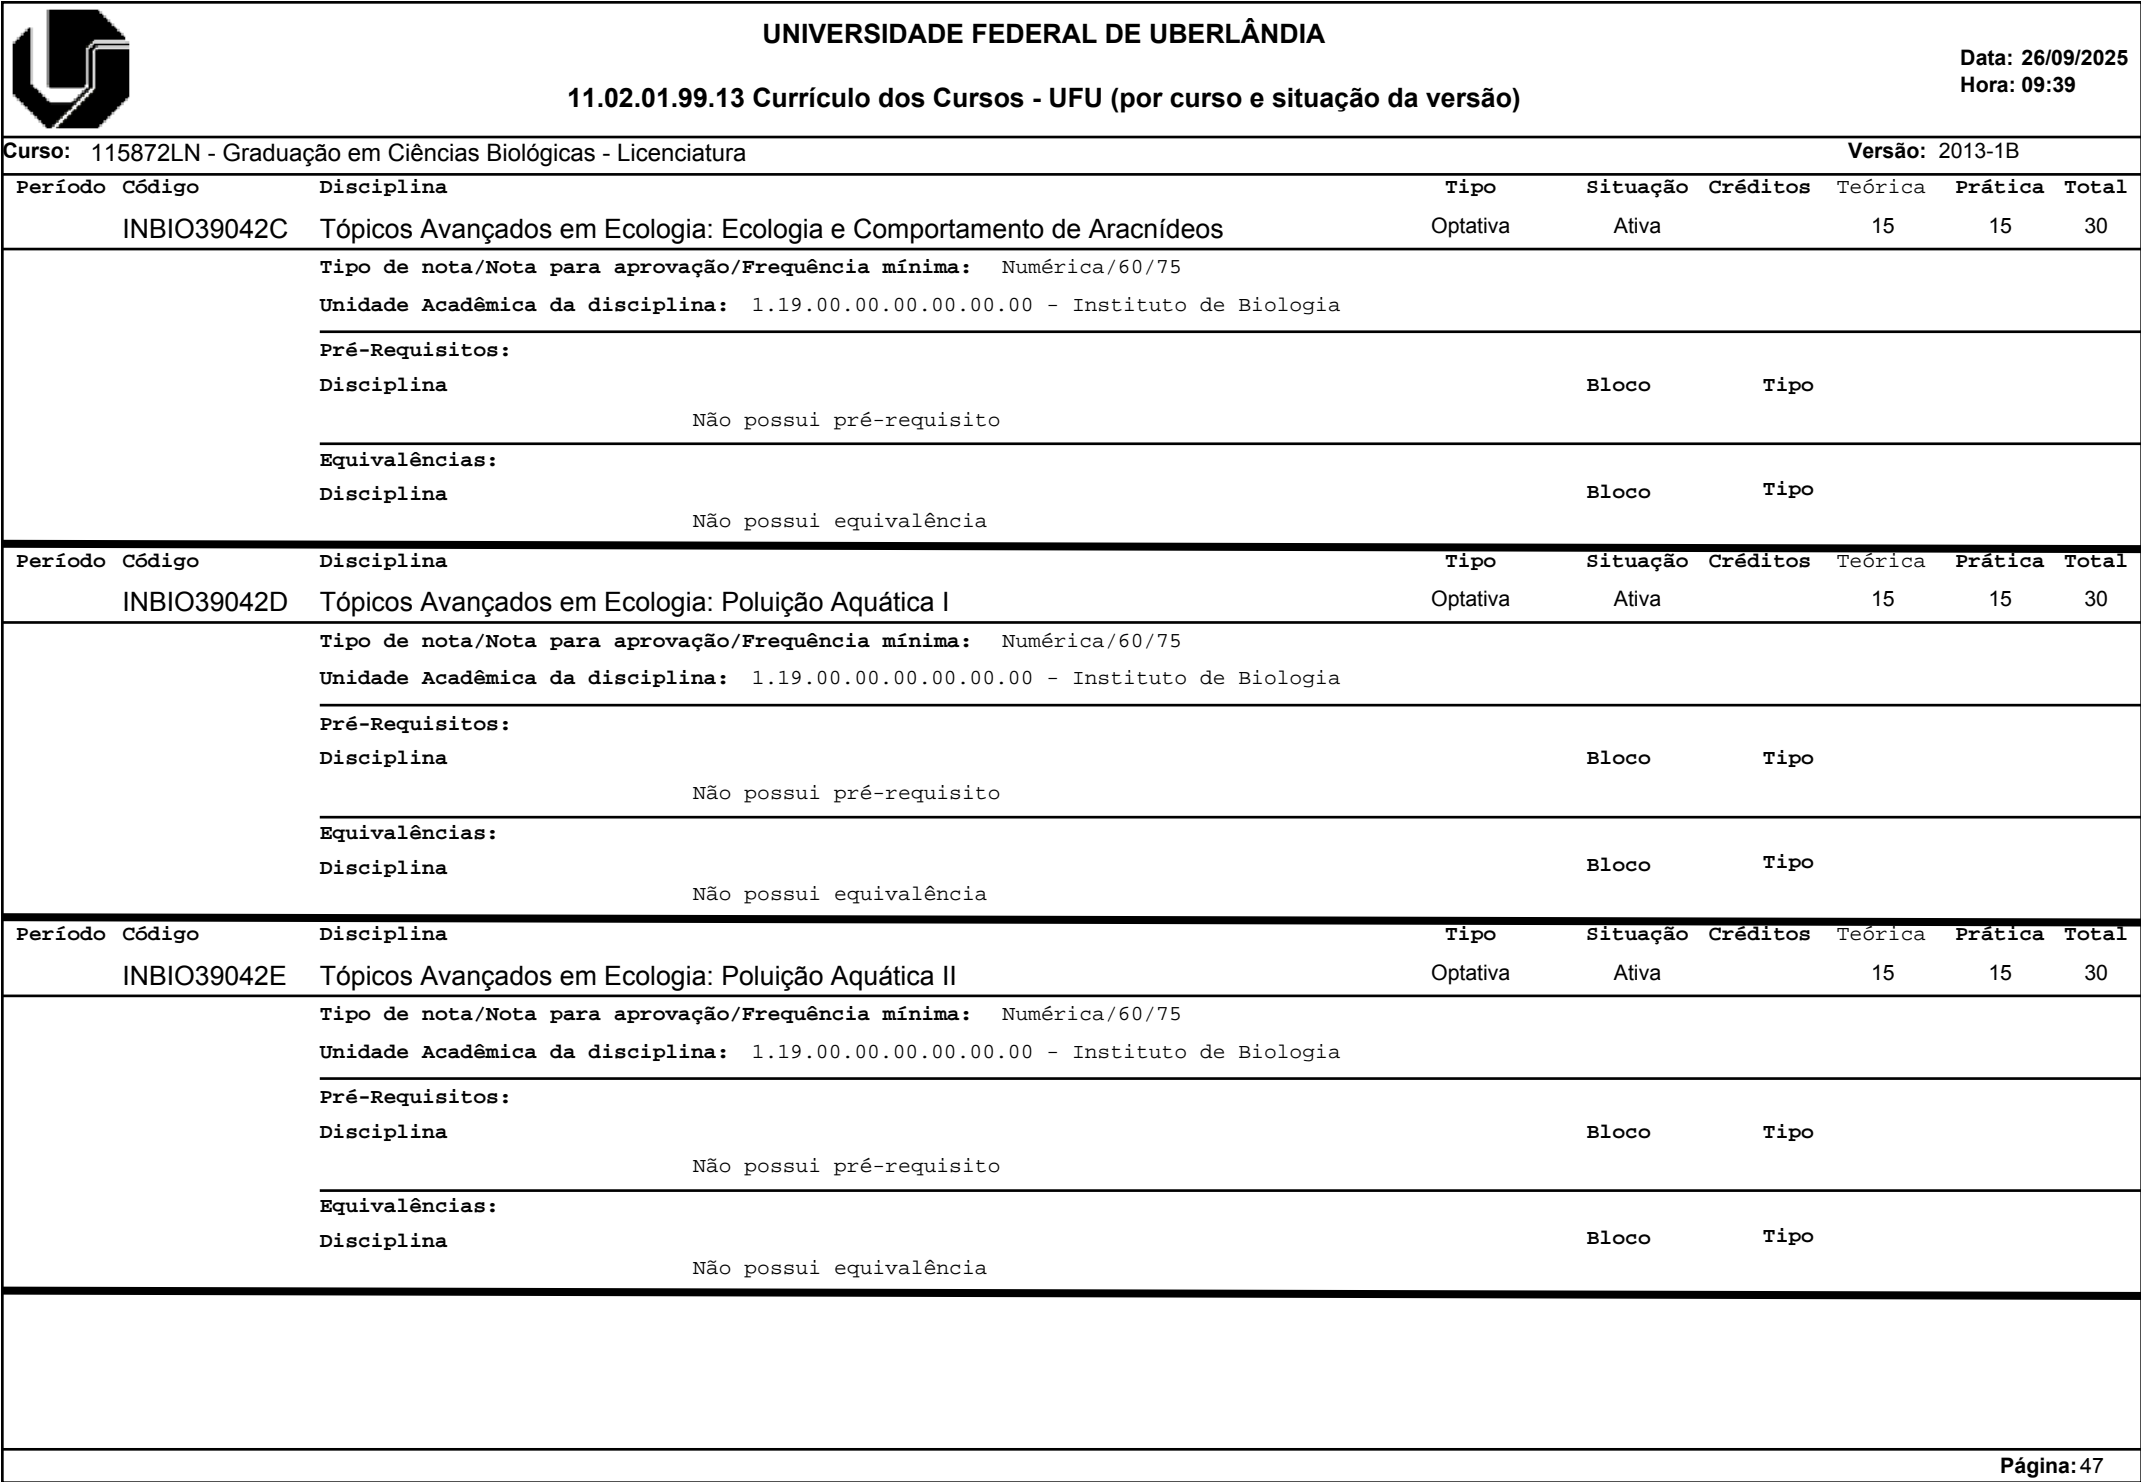 UNIVERSIDADE FEDERAL DE UBERLÂNDIA
Data: 26/09/2025
Hora: 09:39
11.02.01.99.13 Currículo dos Cursos - UFU (por curso e situação da versão)
Curso: 115872LN - Graduação em Ciências Biológicas - Licenciatura Versão: 2013-1B
Período Código Disciplina Tipo Situação Créditos Teórica Prática Total
INBIO39042C Tópicos Avançados em Ecologia: Ecologia e Comportamento de Aracnídeos Optativa Ativa 15 15 30
Tipo de nota/Nota para aprovação/Frequência mínima: Numérica/60/75
Unidade Acadêmica da disciplina: 1.19.00.00.00.00.00.00 - Instituto de Biologia
Pré-Requisitos:
Disciplina Bloco Tipo
Não possui pré-requisito
Equivalências:
Disciplina Bloco Tipo
Não possui equivalência
Período Código Disciplina Tipo Situação Créditos Teórica Prática Total
INBIO39042D Tópicos Avançados em Ecologia: Poluição Aquática I Optativa Ativa 15 15 30
Tipo de nota/Nota para aprovação/Frequência mínima: Numérica/60/75
Unidade Acadêmica da disciplina: 1.19.00.00.00.00.00.00 - Instituto de Biologia
Pré-Requisitos:
Disciplina Bloco Tipo
Não possui pré-requisito
Equivalências:
Disciplina Bloco Tipo
Não possui equivalência
Período Código Disciplina Tipo Situação Créditos Teórica Prática Total
INBIO39042E Tópicos Avançados em Ecologia: Poluição Aquática II Optativa Ativa 15 15 30
Tipo de nota/Nota para aprovação/Frequência mínima: Numérica/60/75
Unidade Acadêmica da disciplina: 1.19.00.00.00.00.00.00 - Instituto de Biologia
Pré-Requisitos:
Disciplina Bloco Tipo
Não possui pré-requisito
Equivalências:
Disciplina Bloco Tipo
Não possui equivalência
Página: 47